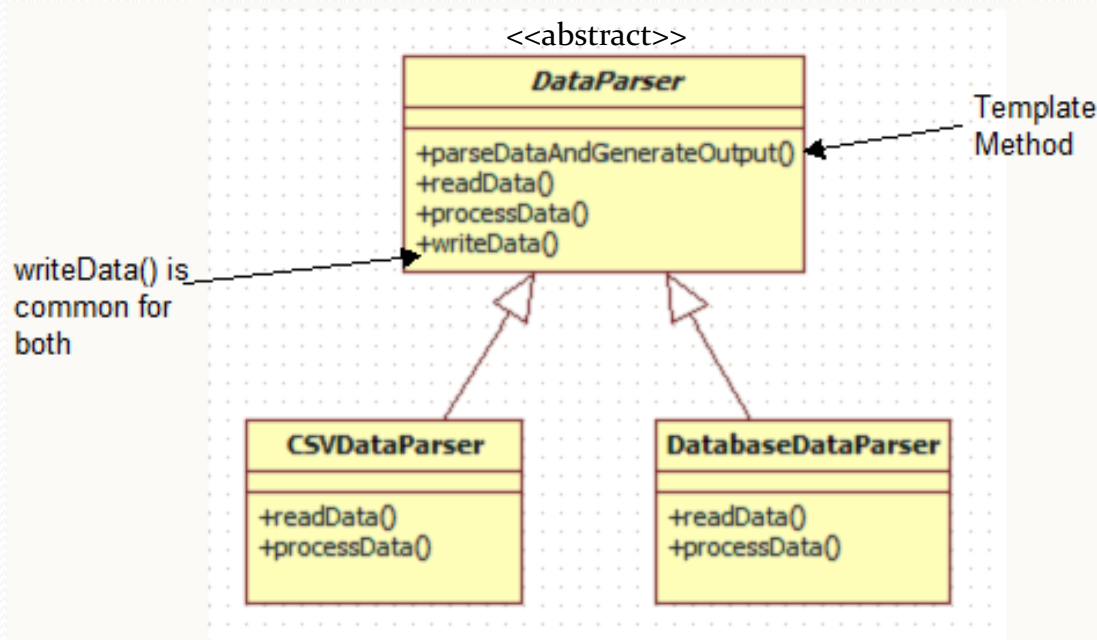 <<abstract>>
DataParser
+parseDataAndGenerateOutput()
+readData()
+processData()
+writeData()
Template
Method
writeData() is
common for
both
CSVDataParser
+readData()
+processData()
DatabaseDataParser
+readData()
+processData()